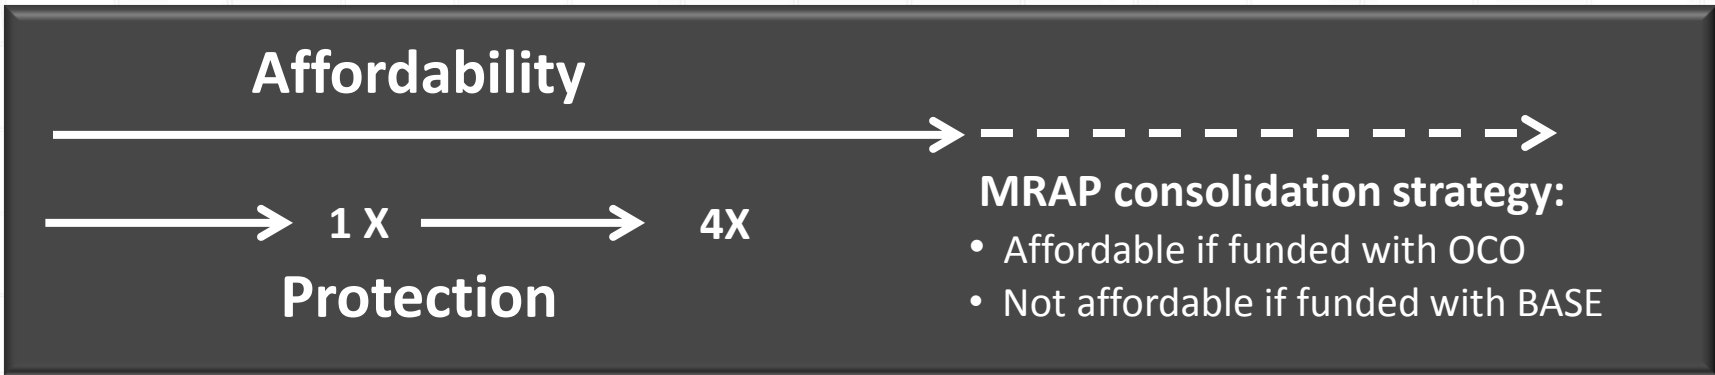 Affordability
MRAP consolidation strategy:
1 X 4X
• Affordable if funded with OCO
Protection
• Not affordable if funded with BASE